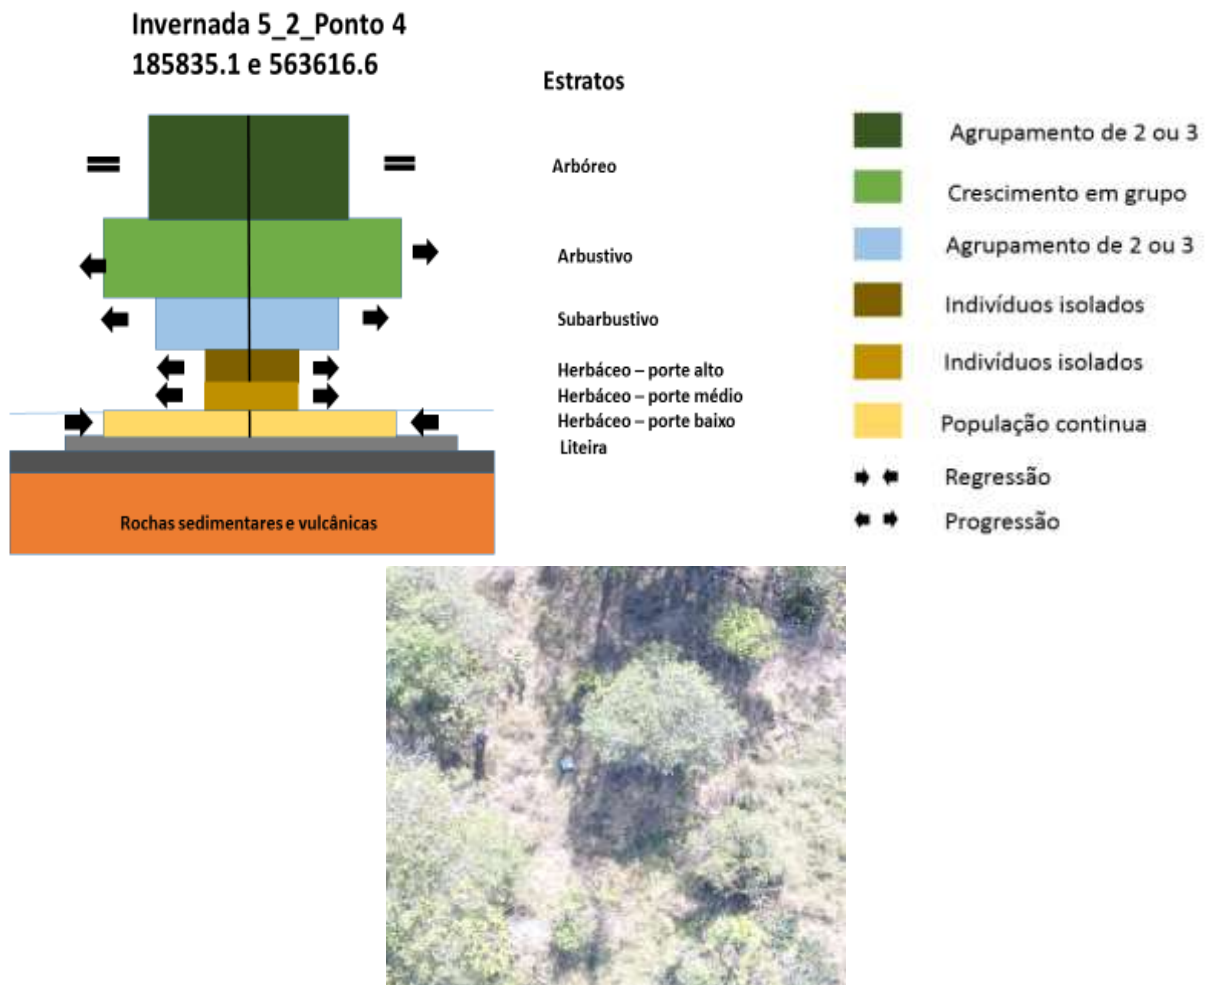 Invernada 5_2_Ponto 4
185835.1 e 563616.6
Estratos
Arbóreo
Arbustivo
Subarbustivo
Herbáceo – porte alto
Herbáceo – porte médio
Herbáceo – porte baixo
Liteira
Rochas sedimentares e vulcânicas
Agrupamento de 2 ou 3
Crescimento em grupo
Agrupamento de 2 ou 3
Indivíduos isolados
Indivíduos isolados
População continua
Regressão
Progressão